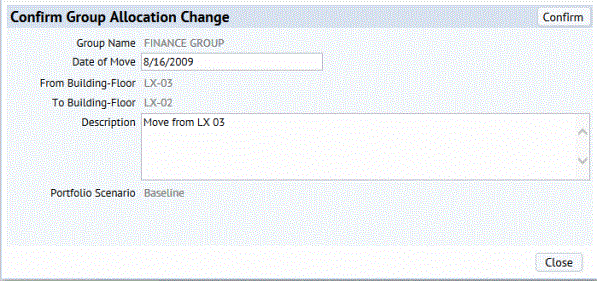 Confirm Group Allocation Change Confirm
Group Name FINANCE GROUP
Date of Move 8/16/2009
From Building-Floor LX-03
To Building-Floor LX-02
Description Move from LX 03
Portfolio Scenario Baseline
Close